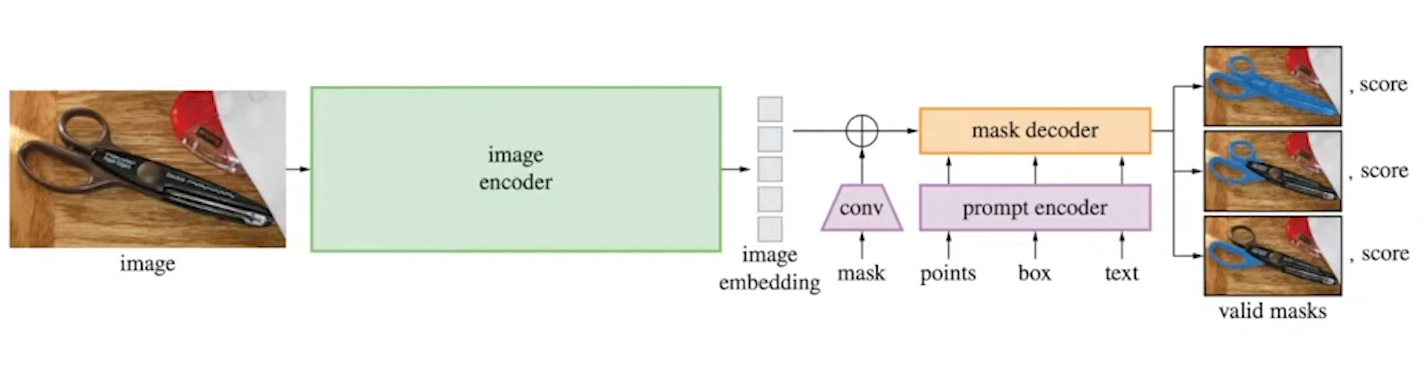 image
image
encoder
image
embedding
mask
conv
points
box
text
prompt encoder
mask decoder
, score
, score
, score
valid masks